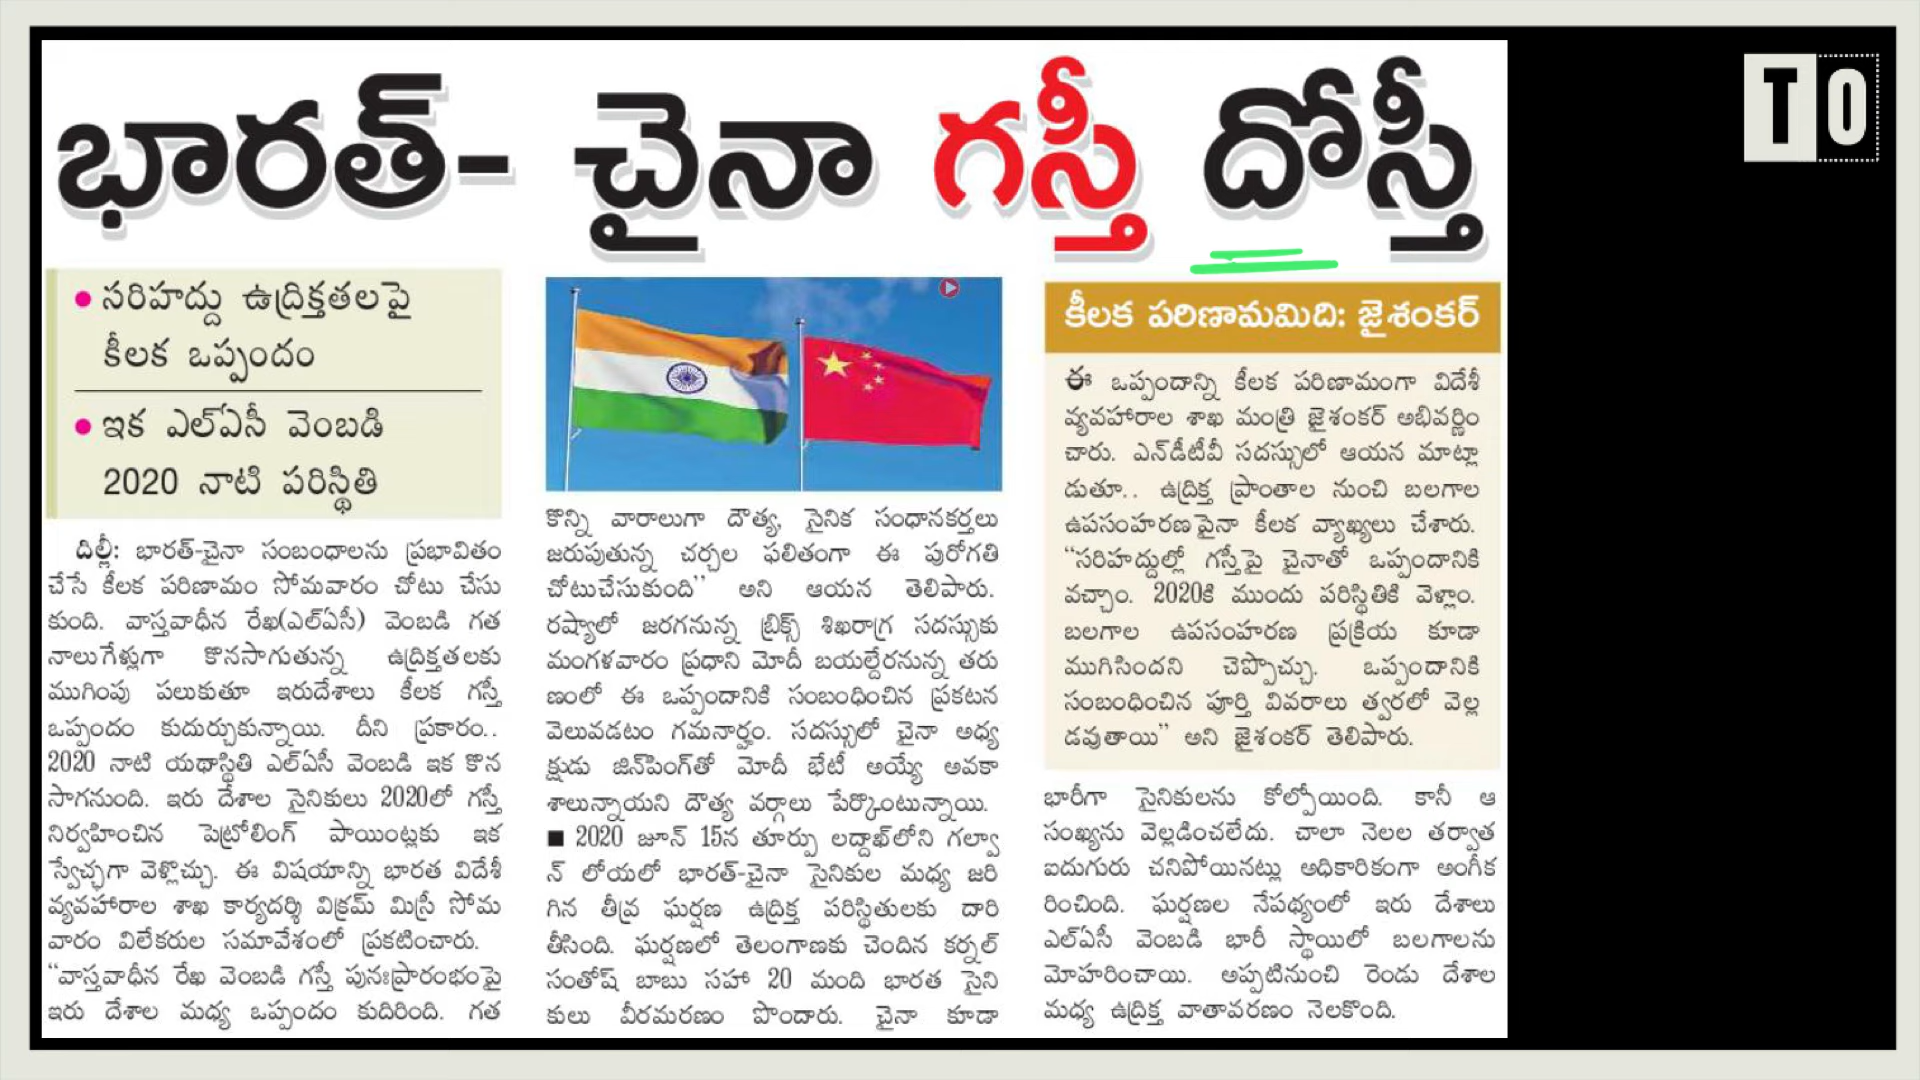 భారత్- చైనా గస్తీ దోస్తీ
TO
• సరిహద్దు ఉద్రిక్తతలపై
కీలక ఒప్పందం
• ఇక ఎల్ఏసీ వెంబడి
2020 నాటి పరిస్థితి
దిల్లీ: భారత్-చైనా సంబంధాలను ప్రభావితం
చేసే కీలక పరిణామం సోమవారం చోటు చేసు
కుంది. వాస్తవాధీన రేఖ(ఎల్ఏసీ) వెంబడి గత
నాలుగేళ్లుగా కొనసాగుతున్న ఉద్రిక్తతలకు
ముగింపు పలుకుతూ ఇరుదేశాలు కీలక గస్తీ
ఒప్పందం కుదుర్చుకున్నాయి. దీని ప్రకారం..
2020 నాటి యథాస్థితి ఎల్ఏసీ వెంబడి ఇక కొన
సాగనుంది. ఇరు దేశాల సైనికులు 2020లో గస్తీ
నిర్వహించిన పెట్రోలింగ్ పాయింట్లకు ఇక
స్వేచ్ఛగా వెళ్లొచ్చు. ఈ విషయాన్ని భారత విదేశీ
వ్యవహారాల శాఖ కార్యదర్శి విక్రమ్ మిస్రీ సోమ
వారం విలేకరుల సమావేశంలో ప్రకటించారు.
“వాస్తవాధీన రేఖ వెంబడి గస్తీ పునఃప్రారంభంపై
ఇరు దేశాల మధ్య ఒప్పందం కుదిరింది. గత
కొన్ని వారాలుగా దౌత్య, సైనిక సంధానకర్తలు
జరుపుతున్న చర్చల ఫలితంగా ఈ పురోగతి
చోటుచేసుకుంది” అని ఆయన తెలిపారు.
రష్యాలో జరగనున్న బ్రిక్స్ శిఖరాగ్ర సదస్సుకు
మంగళవారం ప్రధాని మోదీ బయల్దేరనున్న తరు
ణంలో ఈ ఒప్పందానికి సంబంధించిన ప్రకటన
వెలువడటం గమనార్హం. సదస్సులో చైనా అధ్య
క్షుడు జిన్‌పింగ్‌తో మోదీ భేటీ అయ్యే అవకా
శాలున్నాయని దౌత్య వర్గాలు పేర్కొంటున్నాయి.
■ 2020 జూన్ 15న తూర్పు లద్దాఖ్‌లోని గల్వా
న్ లోయలో భారత్-చైనా సైనికుల మధ్య జరి
గిన తీవ్ర ఘర్షణ ఉద్రిక్త పరిస్థితులకు దారి
తీసింది. ఘర్షణలో తెలంగాణకు చెందిన కర్నల్
సంతోష్ బాబు సహా 20 మంది భారత సైని
కులు వీరమరణం పొందారు. చైనా కూడా
కీలక పరిణామమిది: జైశంకర్
ఈ ఒప్పందాన్ని కీలక పరిణామంగా విదేశీ
వ్యవహారాల శాఖ మంత్రి జైశంకర్ అభివర్ణిం
చారు. ఎన్‌డీటీవీ సదస్సులో ఆయన మాట్లా
డుతూ.. ఉద్రిక్త ప్రాంతాల నుంచి బలగాల
ఉపసంహరణపైనా కీలక వ్యాఖ్యలు చేశారు.
“సరిహద్దుల్లో గస్తీపై చైనాతో ఒప్పందానికి
వచ్చాం. 2020కి ముందు పరిస్థితికి వెళ్లాం.
బలగాల ఉపసంహరణ ప్రక్రియ కూడా
ముగిసిందని చెప్పొచ్చు. ఒప్పందానికి
సంబంధించిన పూర్తి వివరాలు త్వరలో వెల్ల
డవుతాయి” అని జైశంకర్ తెలిపారు.
భారీగా సైనికులను కోల్పోయింది. కానీ ఆ
సంఖ్యను వెల్లడించలేదు. చాలా నెలల తర్వాత
ఐదుగురు చనిపోయినట్లు అధికారికంగా అంగీక
రించింది. ఘర్షణల నేపథ్యంలో ఇరు దేశాలు
ఎల్ఏసీ వెంబడి భారీ స్థాయిలో బలగాలను
మోహరించాయి. అప్పటినుంచి రెండు దేశాల
మధ్య ఉద్రిక్త వాతావరణం నెలకొంది.